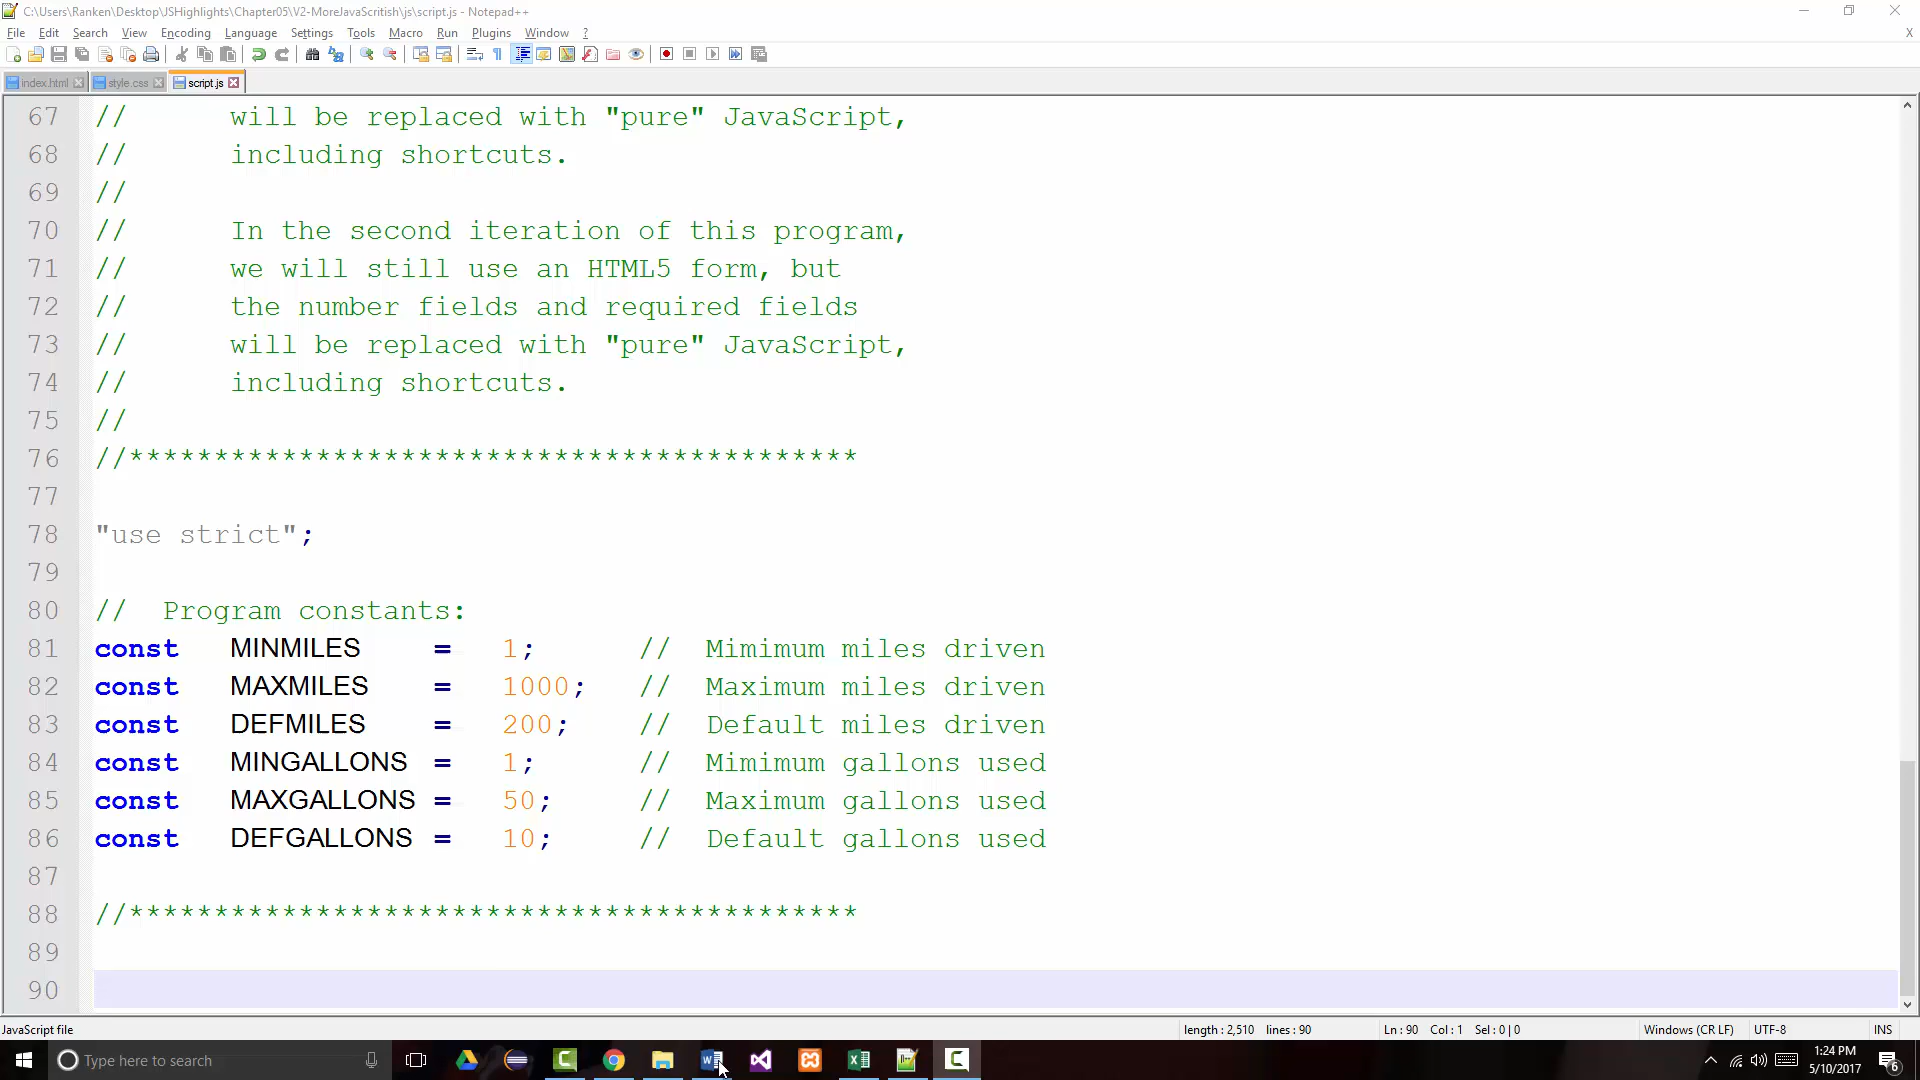 C:\Users\Ranken\Desktop\JSHighlights\Chapter05\V2-MoreJavaScritish\js\script.js - Notepad++
File Edit Search View Encoding Language Settings Tools Macro Run Plugins Window ? X
index.html style.css script.js
67 // will be replaced with "pure" JavaScript,
68 // including shortcuts.
69 //
70 // In the second iteration of this program,
71 // we will still use an HTML5 form, but
72 // the number fields and required fields
73 // will be replaced with "pure" JavaScript,
74 // including shortcuts.
75 //
76 //*******************************************
77
78 "use strict";
79
80 // Program constants:
81 const MINMILES = 1; // Mimimum miles driven
82 const MAXMILES = 1000; // Maximum miles driven
83 const DEFMILES = 200; // Default miles driven
84 const MINGALLONS = 1; // Mimimum gallons used
85 const MAXGALLONS = 50; // Maximum gallons used
86 const DEFGALLONS = 10; // Default gallons used
87
88 //*******************************************
89
90
JavaScript file length : 2,510 lines : 90 Ln : 90 Col : 1 Sel : 0 | 0 Windows (CR LF) UTF-8 INS
Type here to search 1:24 PM
5/10/2017 6